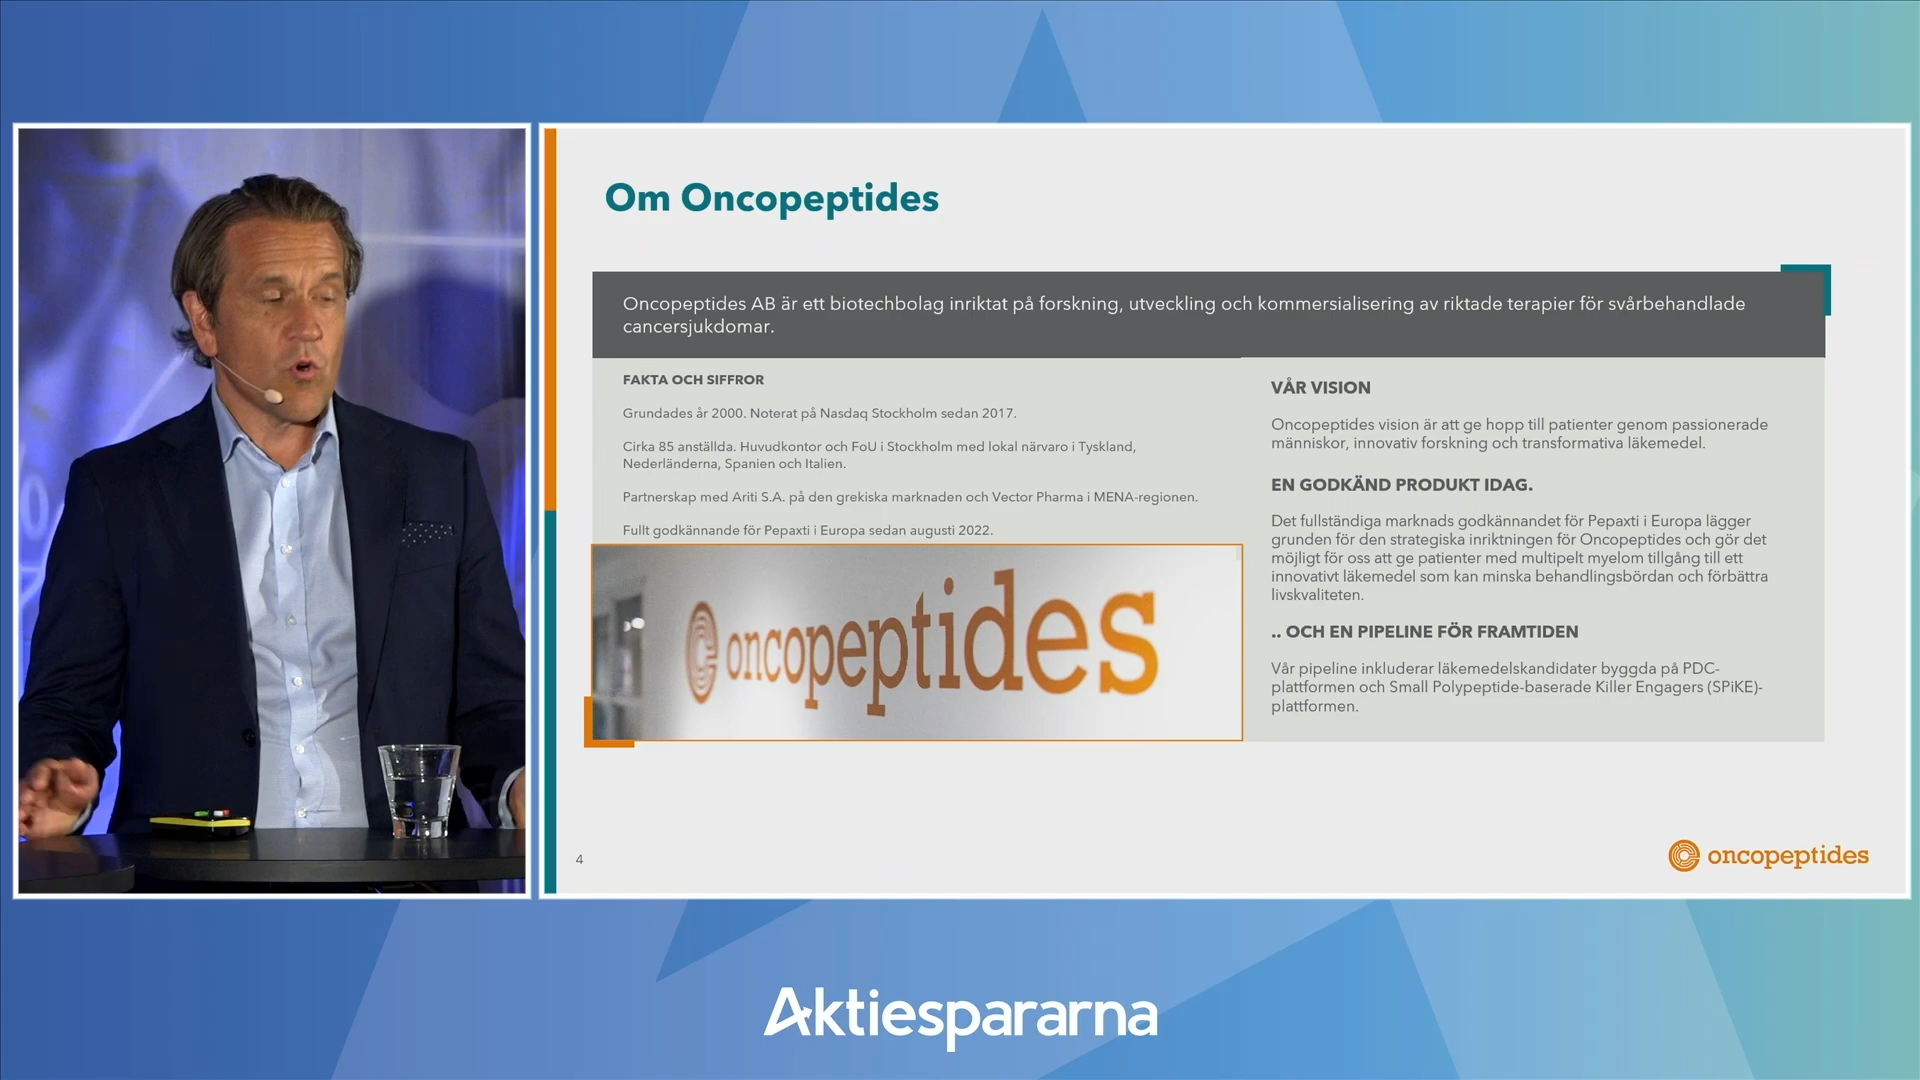 Om Oncopeptides
Oncopeptides AB är ett biotechbolag inriktat på forskning, utveckling och kommersialisering av riktade terapier för svårbehandlade
cancersjukdomar.
FAKTA OCH SIFFROR
Grundades år 2000. Noterat på Nasdaq Stockholm sedan 2017.
Cirka 85 anställda. Huvudkontor och FoU i Stockholm med lokal närvaro i Tyskland,
Nederländerna, Spanien och Italien.
Partnerskap med Ariti S.A. på den grekiska marknaden och Vector Pharma i MENA-regionen.
Fullt godkännande för Pepaxti i Europa sedan augusti 2022.
oncopeptides
VÅR VISION
Oncopeptides vision är att ge hopp till patienter genom passionerade
människor, innovativ forskning och transformativa läkemedel.
EN GODKÄND PRODUKT IDAG.
Det fullständiga marknads godkännandet för Pepaxti i Europa lägger
grunden för den strategiska inriktningen för Oncopeptides och gör det
möjligt för oss att ge patienter med multipelt myelom tillgång till ett
innovativt läkemedel som kan minska behandlingsbördan och förbättra
livskvaliteten.
.. OCH EN PIPELINE FÖR FRAMTIDEN
Vår pipeline inkluderar läkemedelskandidater byggda på PDC-
plattformen och Small Polypeptide-baserade Killer Engagers (SPiKE)-
plattformen.
4
oncopeptides
Aktiespararna